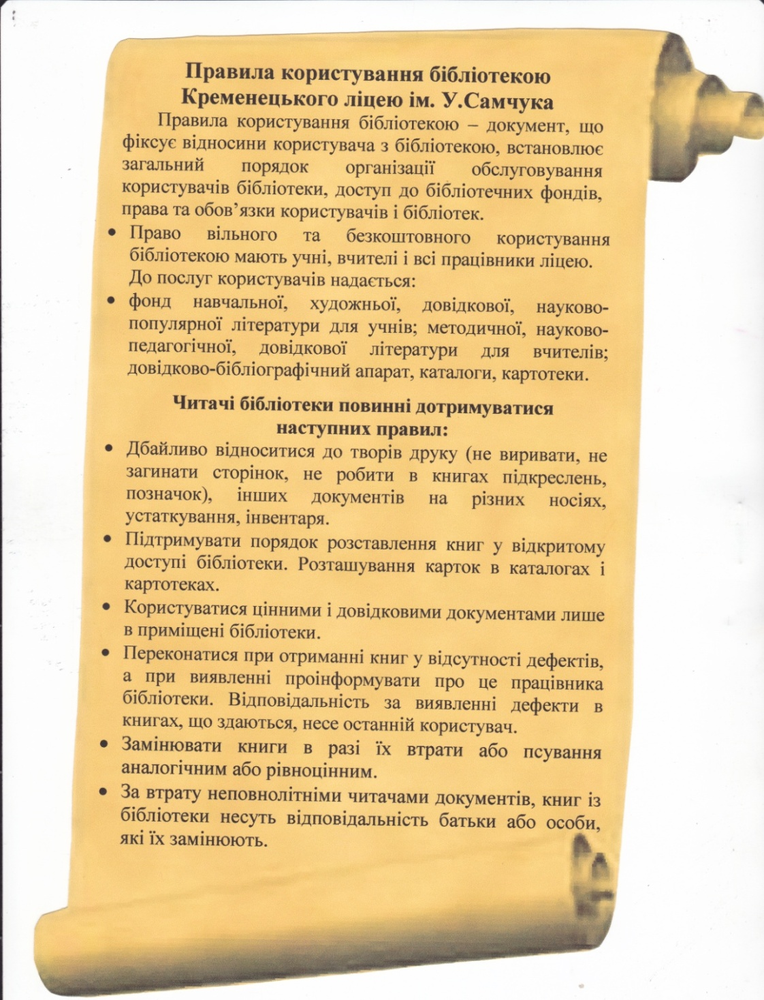 Правила користування бібліотекою
Кременецького ліцею ім. У.Самчука
Правила користування бібліотекою – документ, що
фіксує відносини користувача з бібліотекою, встановлює
загальний порядок організації обслуговування
користувачів бібліотеки, доступ до бібліотечних фондів,
права та обов’язки користувачів і бібліотек.
• Право вільного та безкоштовного користування
бібліотекою мають учні, вчителі і всі працівники ліцею.
До послуг користувачів надається:
• фонд навчальної, художньої, довідкової, науково-
популярної літератури для учнів; методичної, науково-
педагогічної, довідкової літератури для вчителів;
довідково-бібліографічний апарат, каталоги, картотеки.
Читачі бібліотеки повинні дотримуватися
наступних правил:
• Дбайливо відноситися до творів друку (не виривати, не
загинати сторінок, не робити в книгах підкреслень,
позначок), інших документів на різних носіях,
устаткування, інвентаря.
• Підтримувати порядок розставлення книг у відкритому
доступі бібліотеки. Розташування карток в каталогах і
картотеках.
• Користуватися цінними і довідковими документами лише
в приміщені бібліотеки.
• Переконатися при отриманні книг у відсутності дефектів,
а при виявленні проінформувати про це працівника
бібліотеки. Відповідальність за виявленні дефекти в
книгах, що здаються, несе останній користувач.
• Замінювати книги в разі їх втрати або псування
аналогічним або рівноцінним.
• За втрату неповнолітніми читачами документів, книг із
бібліотеки несуть відповідальність батьки або особи,
які їх замінюють.